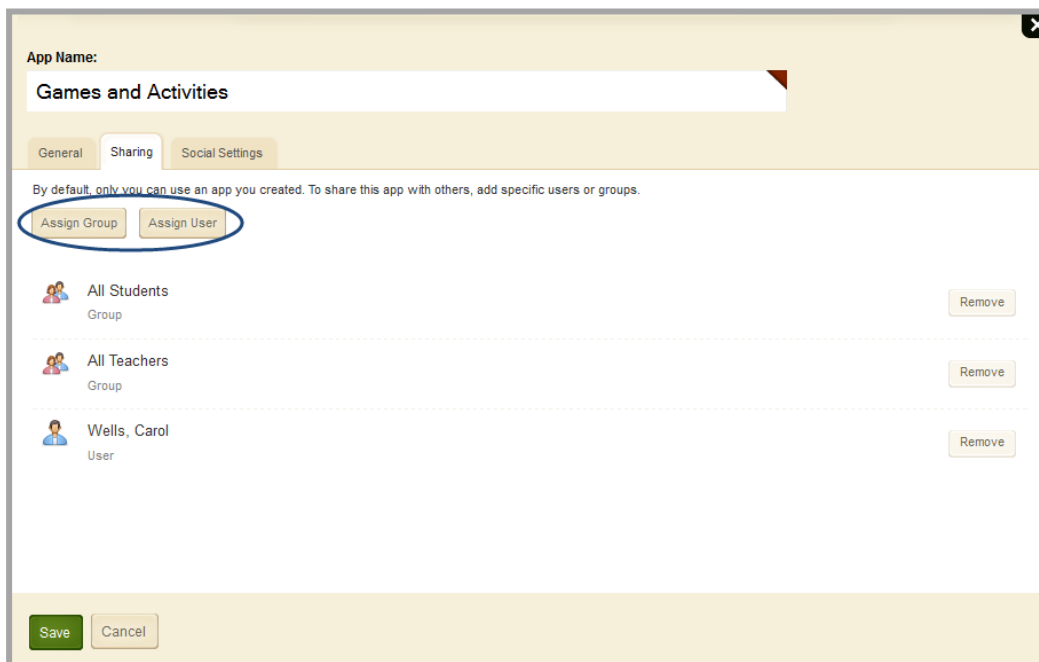 App Name:
Games and Activities
General Sharing Social Settings
By default, only you can use an app you created. To share this app with others, add specific users or groups.
Assign Group Assign User
All Students
Group
Remove
All Teachers
Group
Remove
Wells, Carol
User
Remove
Save Cancel